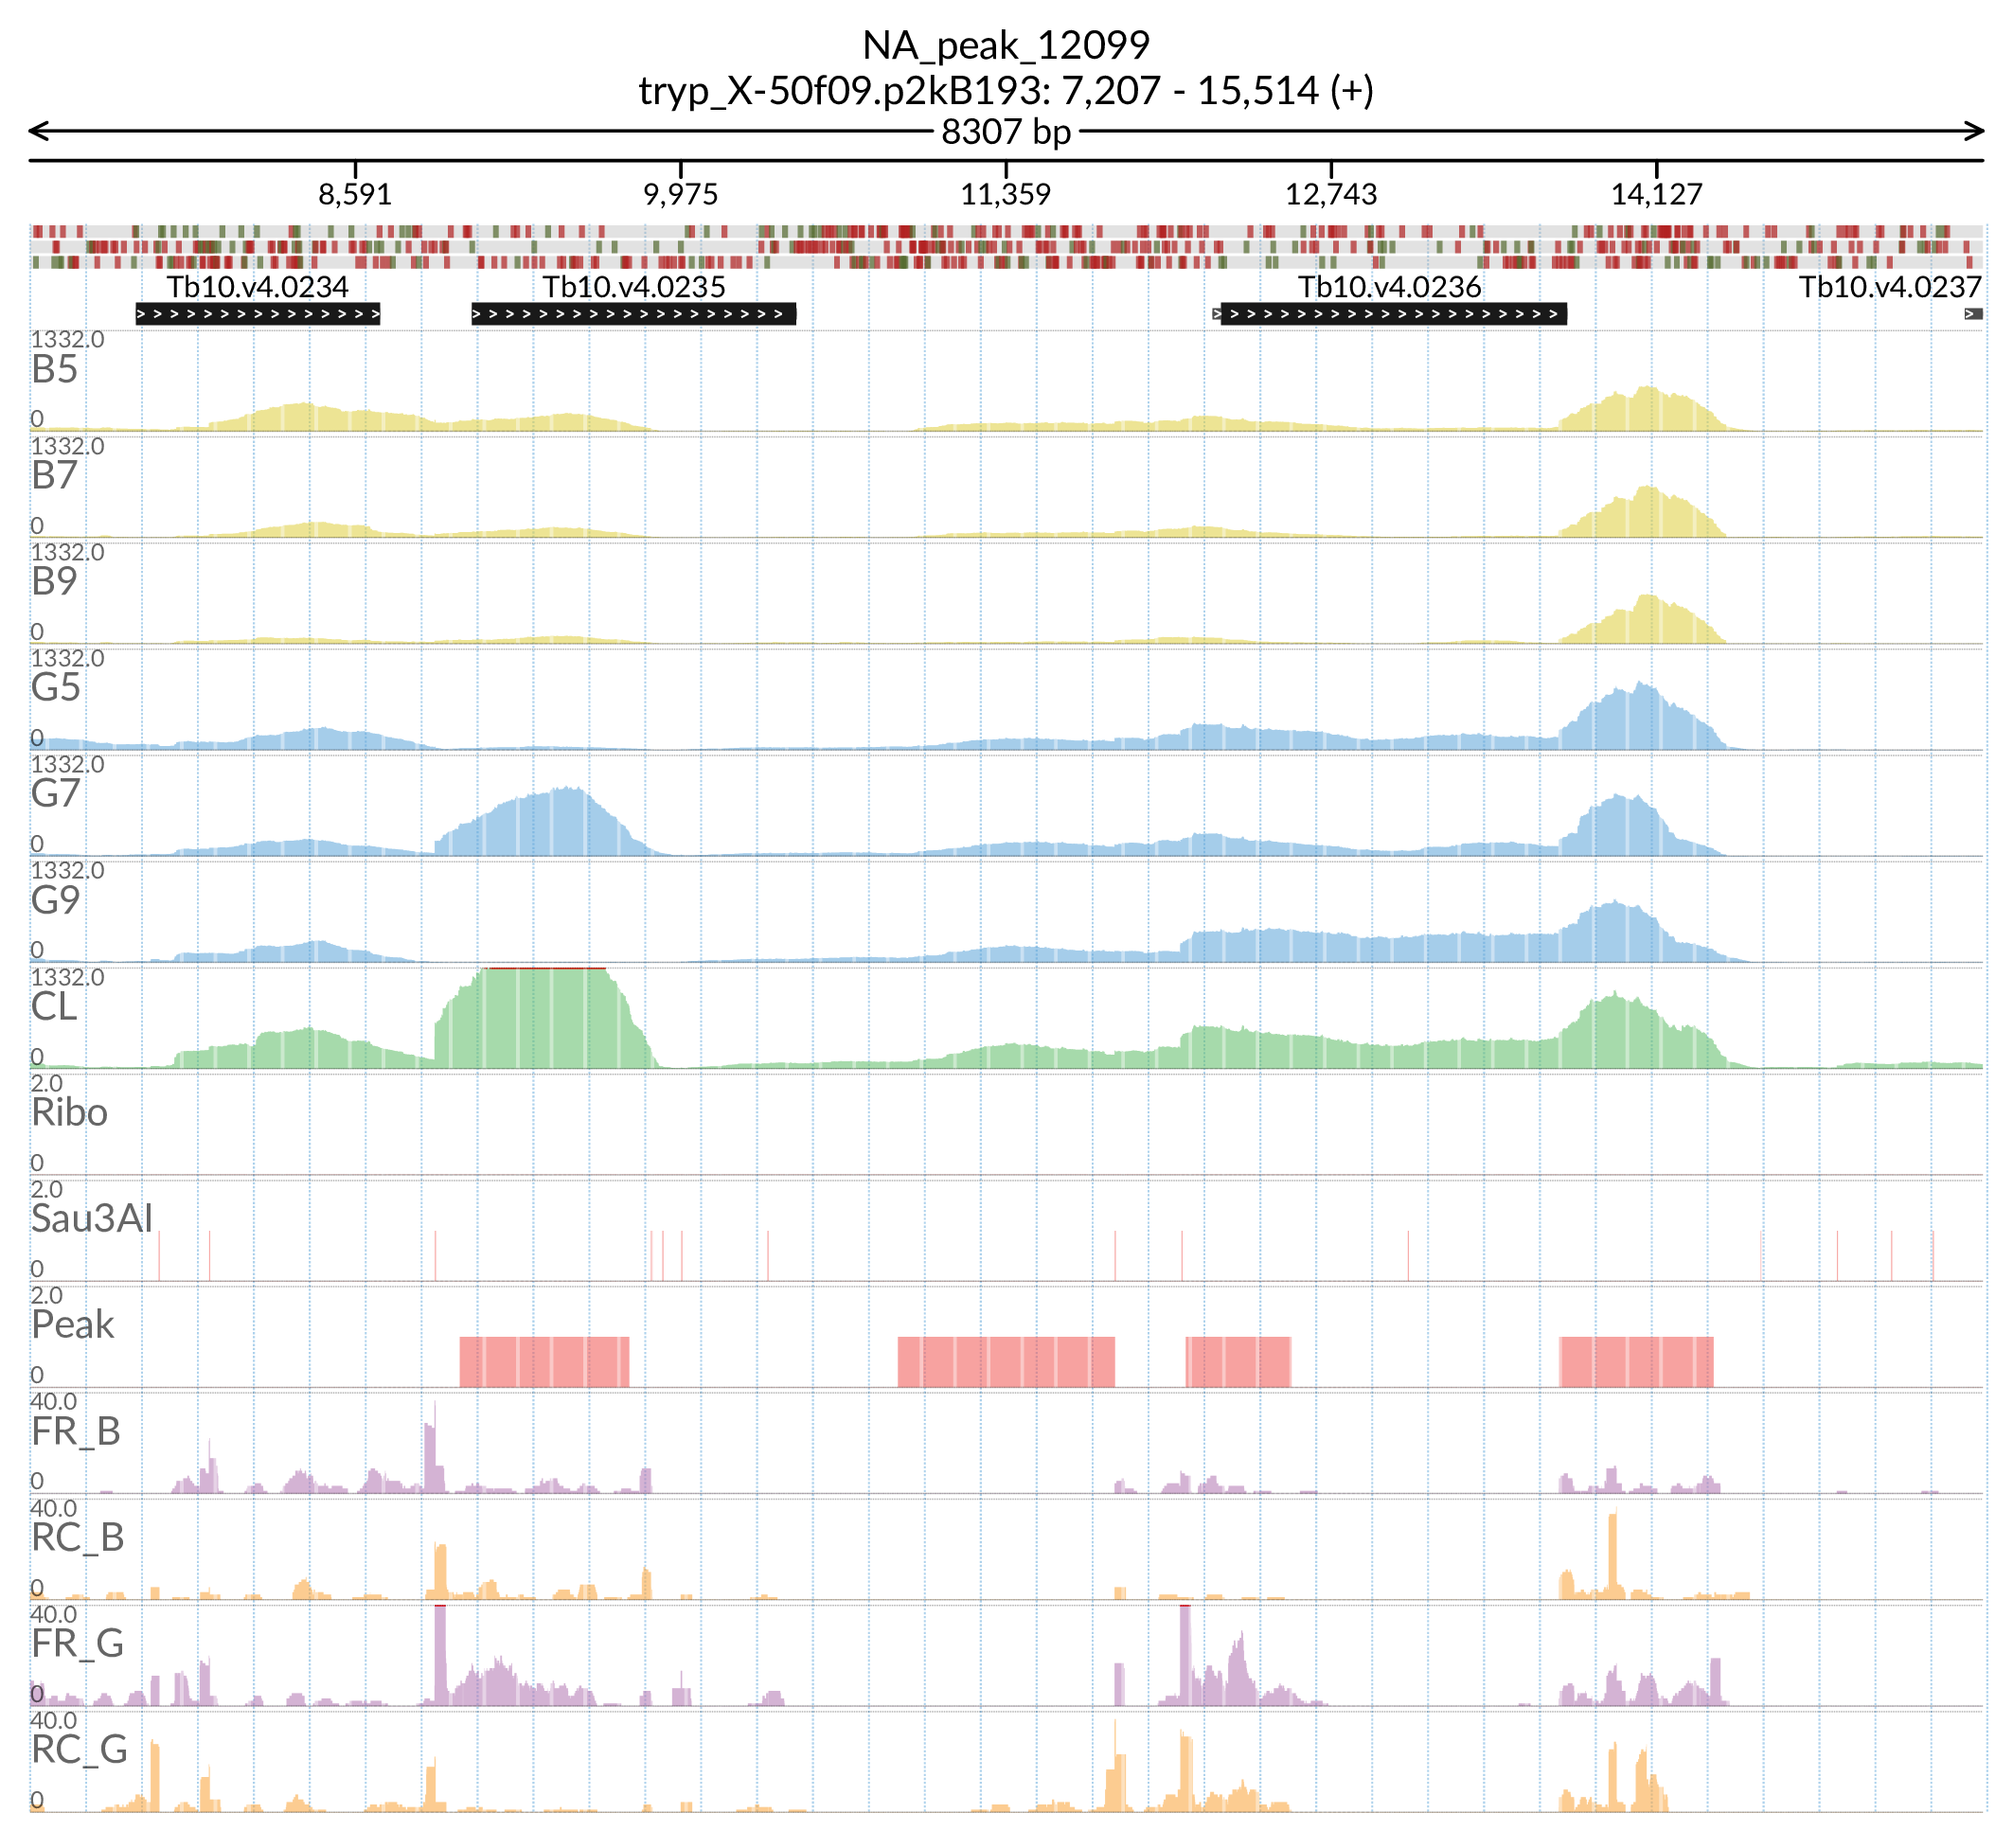 NA_peak_12099
tryp_X-50f09.p2kB193: 7,207 - 15,514 (+)
8307 bp
8,591 9,975 11,359 12,743 14,127
Tb10.v4.0234 Tb10.v4.0235 Tb10.v4.0236 Tb10.v4.0237
1332.0
B5
0
1332.0
B7
0
1332.0
B9
0
1332.0
G5
0
1332.0
G7
0
1332.0
G9
0
1332.0
CL
0
2.0
Ribo
0
2.0
Sau3AI
0
2.0
Peak
0
40.0
FR_B
0
40.0
RC_B
0
40.0
FR_G
0
40.0
RC_G
0